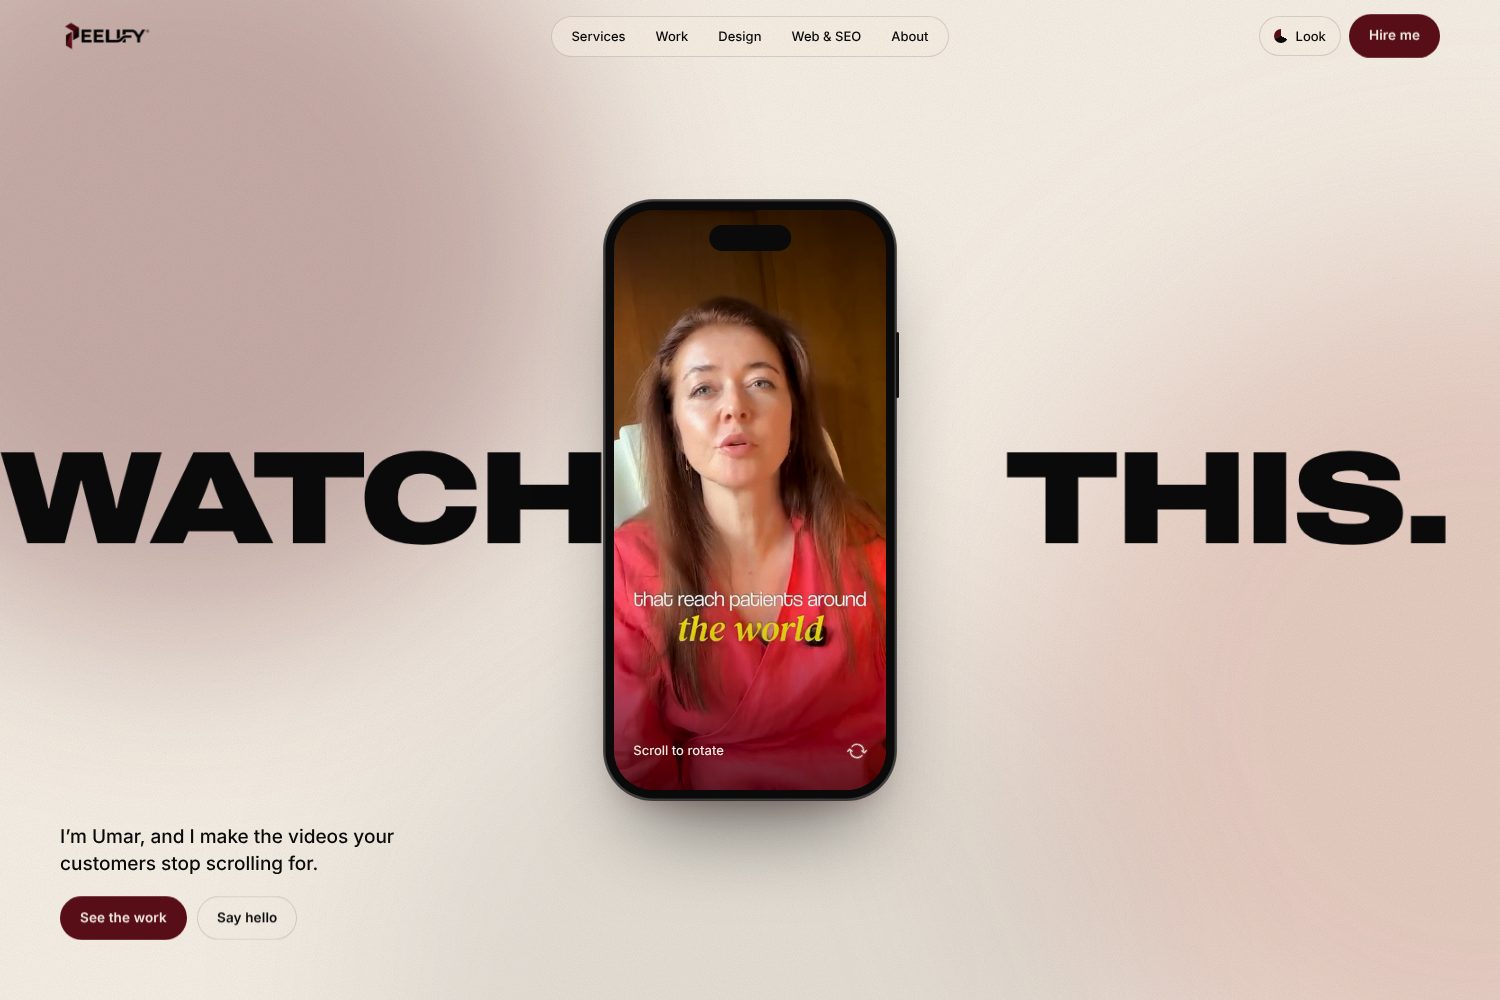 REELIFY
Services Work Design Web & SEO About
Look
Hire me
WATCH THIS.
that reach patients around
the world
Scroll to rotate
I'm Umar, and I make the videos your
customers stop scrolling for.
See the work
Say hello